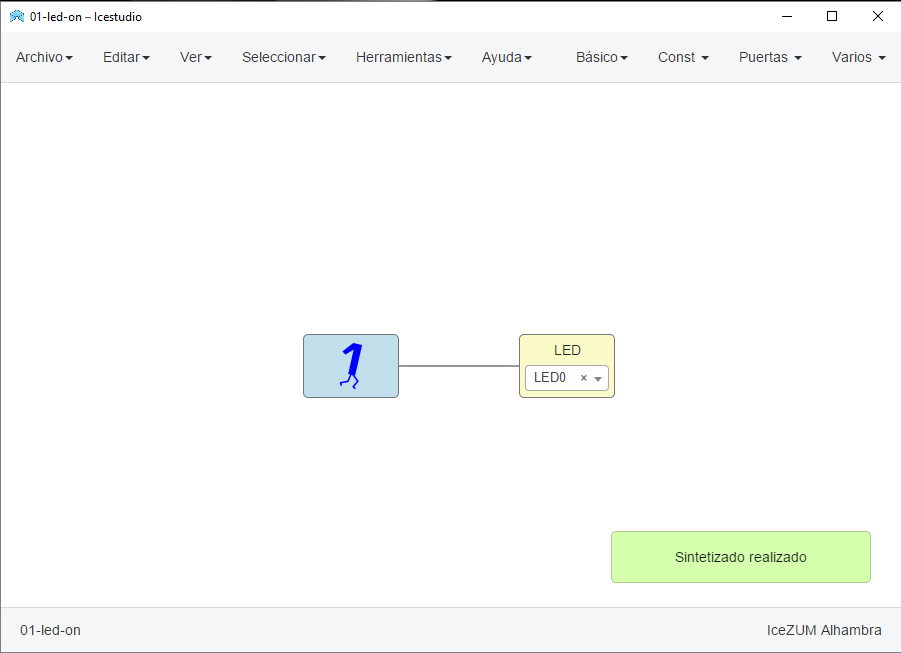 01-led-on – Icestudio
Archivo Editar Ver Seleccionar Herramientas Ayuda Básico Const Puertas Varios
1
LED
LED0 ×
Sintetizado realizado
01-led-on IceZUM Alhambra